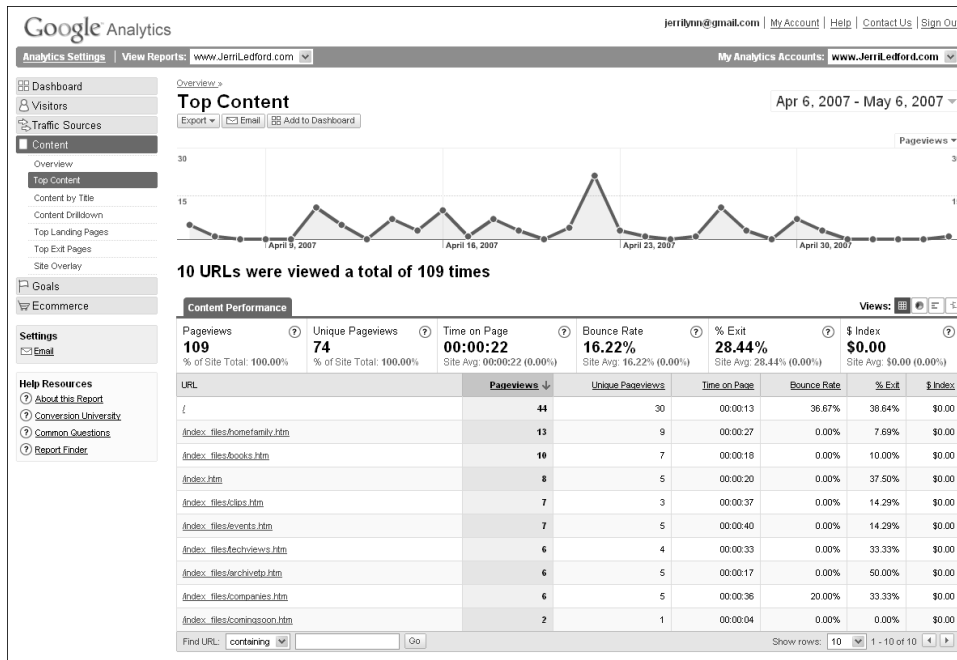 Google Analytics
jerrilynn@gmail.com | My Account | Help | Contact Us | Sign Ou
Analytics Settings | View Reports: www.JerriLedford.com
My Analytics Accounts: www.JerriLedford.com
Dashboard
Visitors
Traffic Sources
Content
Overview
Top Content
Content by Title
Content Drilldown
Top Landing Pages
Top Exit Pages
Site Overlay
Goals
Ecommerce
Settings
Email
Help Resources
About this Report
Conversion University
Common Questions
Report Finder
Overview »
Top Content
Apr 6, 2007 - May 6, 2007
Export Email Add to Dashboard
Pageviews
30 3
15 1
April 9, 2007 April 16, 2007 April 23, 2007 April 30, 2007
10 URLs were viewed a total of 109 times
Content Performance
Views:
Pageviews ? Unique Pageviews ? Time on Page ? Bounce Rate ? % Exit ? $ Index ?
109 74 00:00:22 16.22% 28.44% $0.00
% of Site Total: 100.00% % of Site Total: 100.00% Site Avg: 00:00:22 (0.00%) Site Avg: 16.22% (0.00%) Site Avg: 28.44% (0.00%) Site Avg: $0.00 (0.00%)
URL Pageviews ↓ Unique Pageviews Time on Page Bounce Rate % Exit $ Index
/ 44 30 00:00:13 36.67% 38.64% $0.00
/index_files/homefamily.htm 13 9 00:00:27 0.00% 7.69% $0.00
/index_files/books.htm 10 7 00:00:18 0.00% 10.00% $0.00
/index.htm 8 5 00:00:20 0.00% 37.50% $0.00
/index_files/clips.htm 7 3 00:00:37 0.00% 14.29% $0.00
/index_files/events.htm 7 5 00:00:40 0.00% 14.29% $0.00
/index_files/techviews.htm 6 4 00:00:33 0.00% 33.33% $0.00
/index_files/archivetp.htm 6 5 00:00:17 0.00% 50.00% $0.00
/index_files/companies.htm 6 5 00:00:36 20.00% 33.33% $0.00
/index_files/comingsoon.htm 2 1 00:00:04 0.00% 0.00% $0.00
Find URL: containing Go
Show rows: 10 1 - 10 of 10